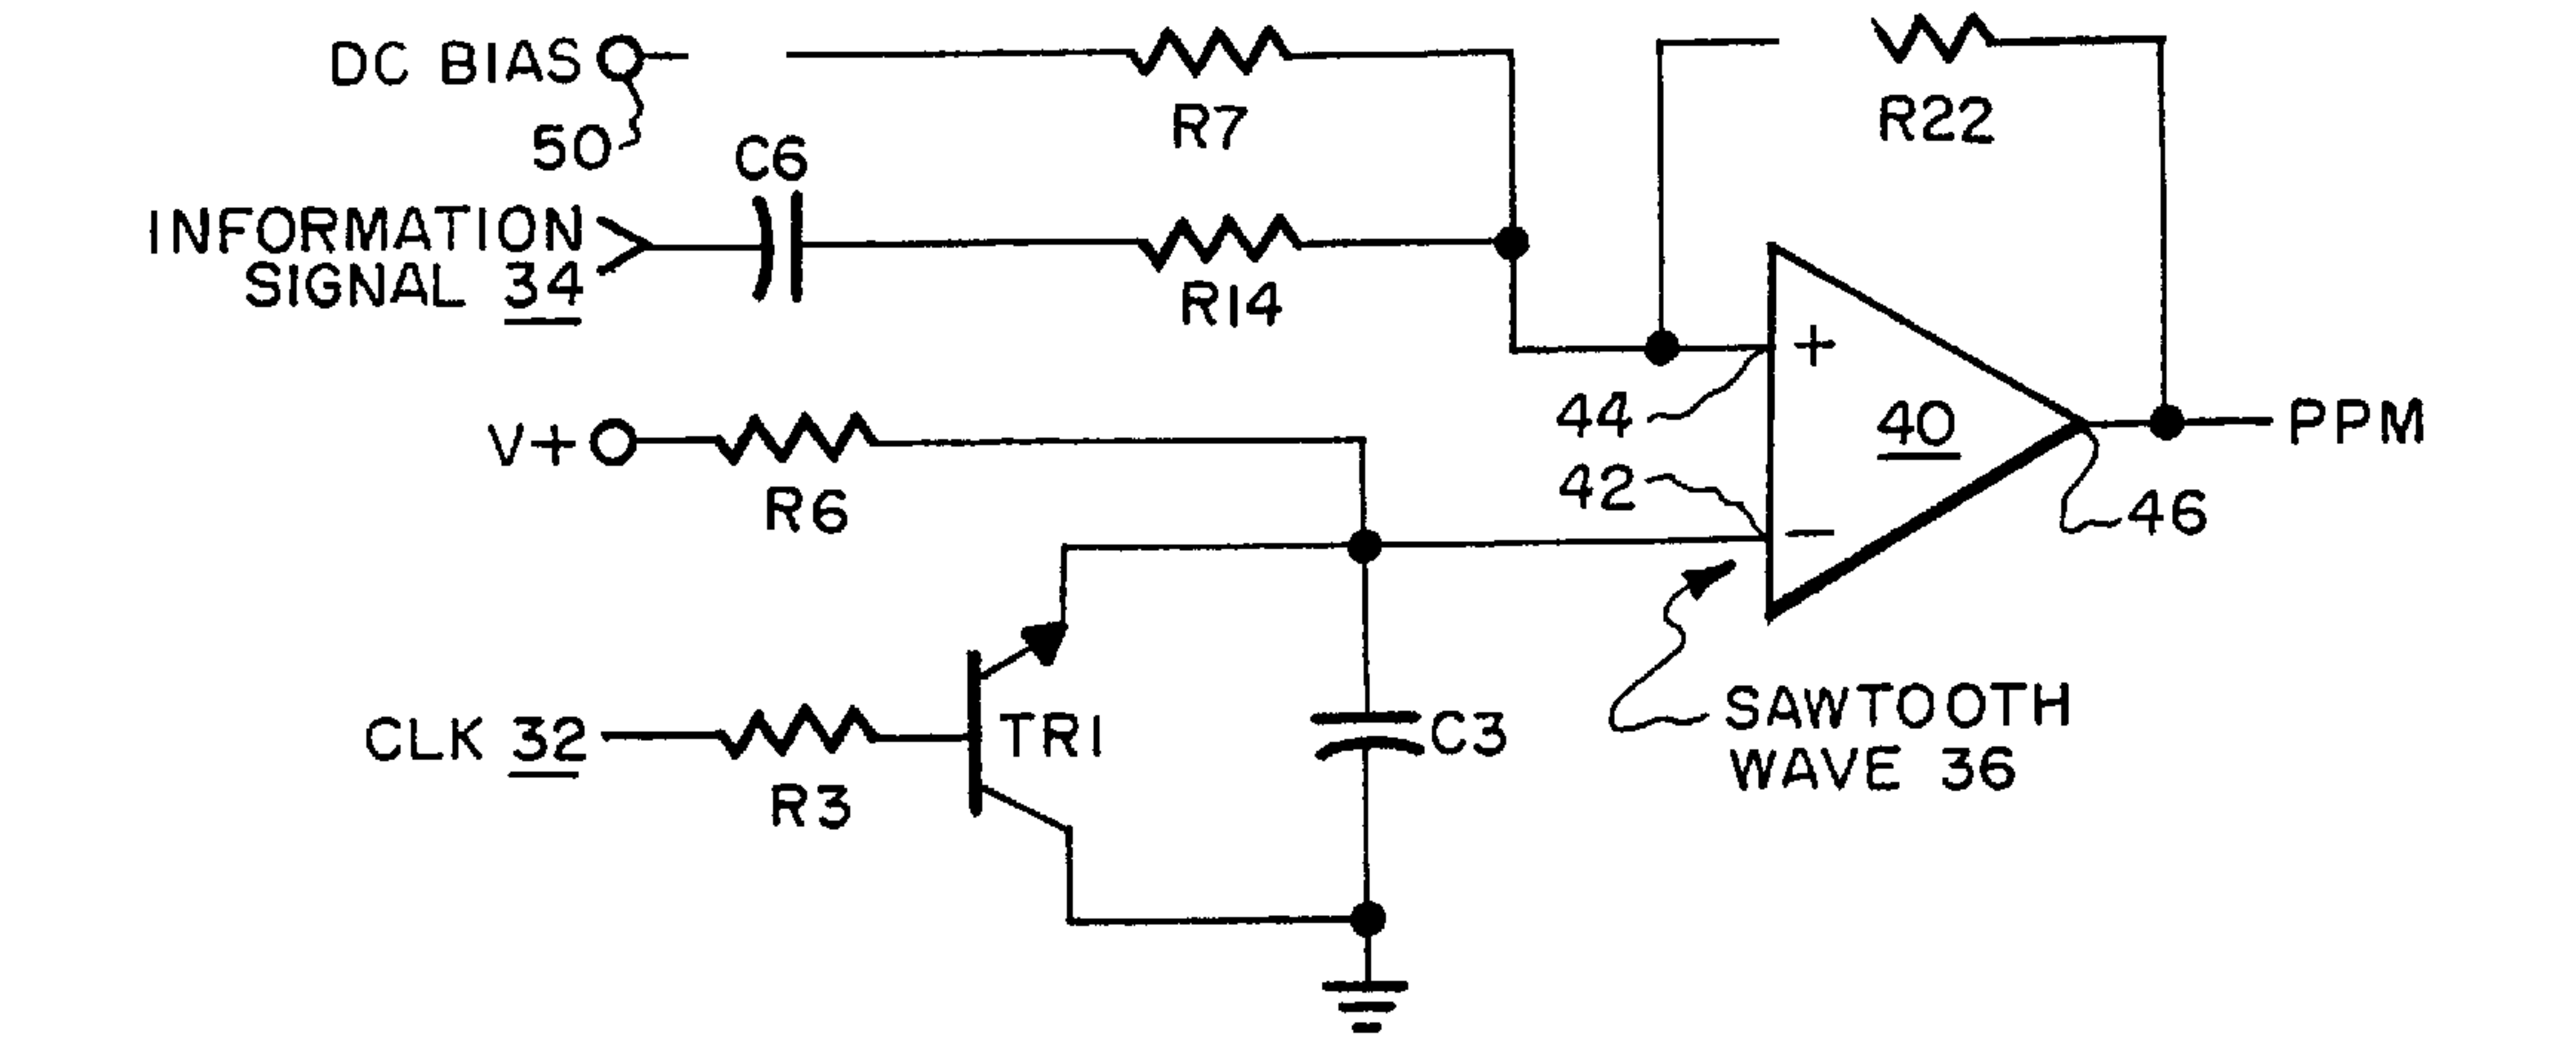 DC BIAS
50
R7
R22
C6
INFORMATION
SIGNAL 34
R14
+
44
40
PPM
V+
R6
42
−
46
CLK 32
R3
TR1
C3
SAWTOOTH
WAVE 36